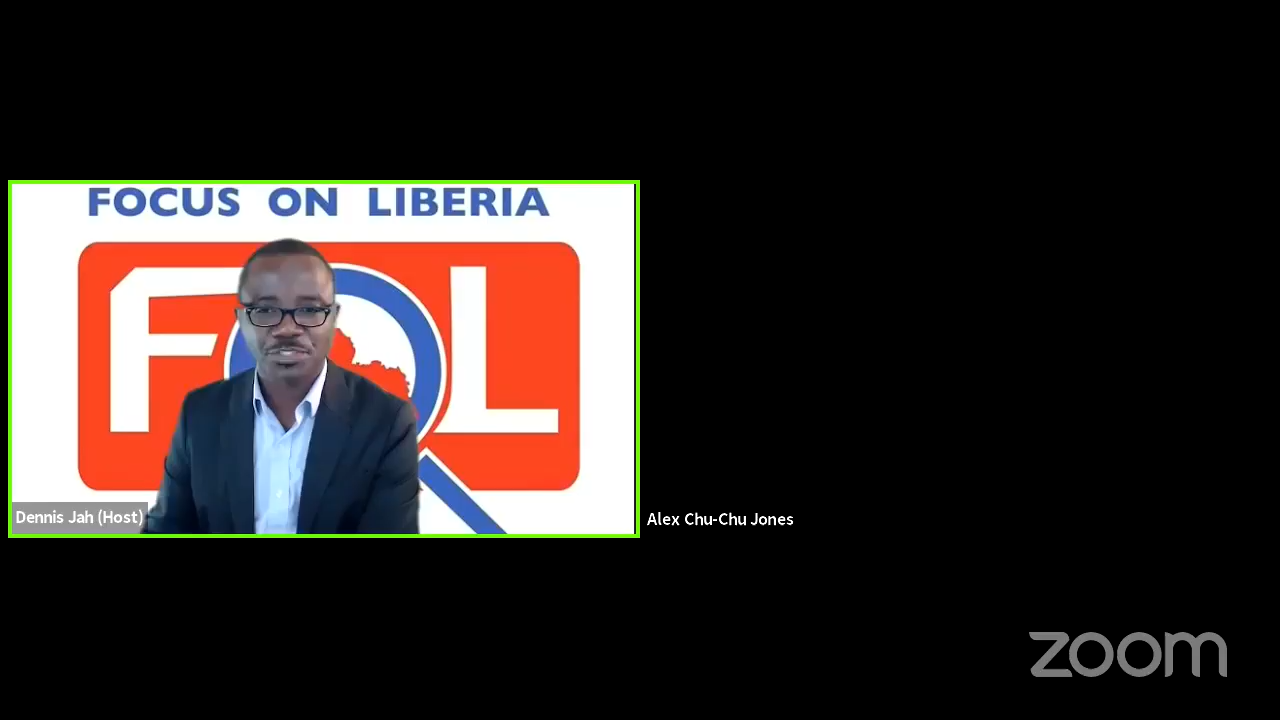 FOCUS ON LIBERIA
FOL
Dennis Jah (Host)
Alex Chu-Chu Jones
zoom